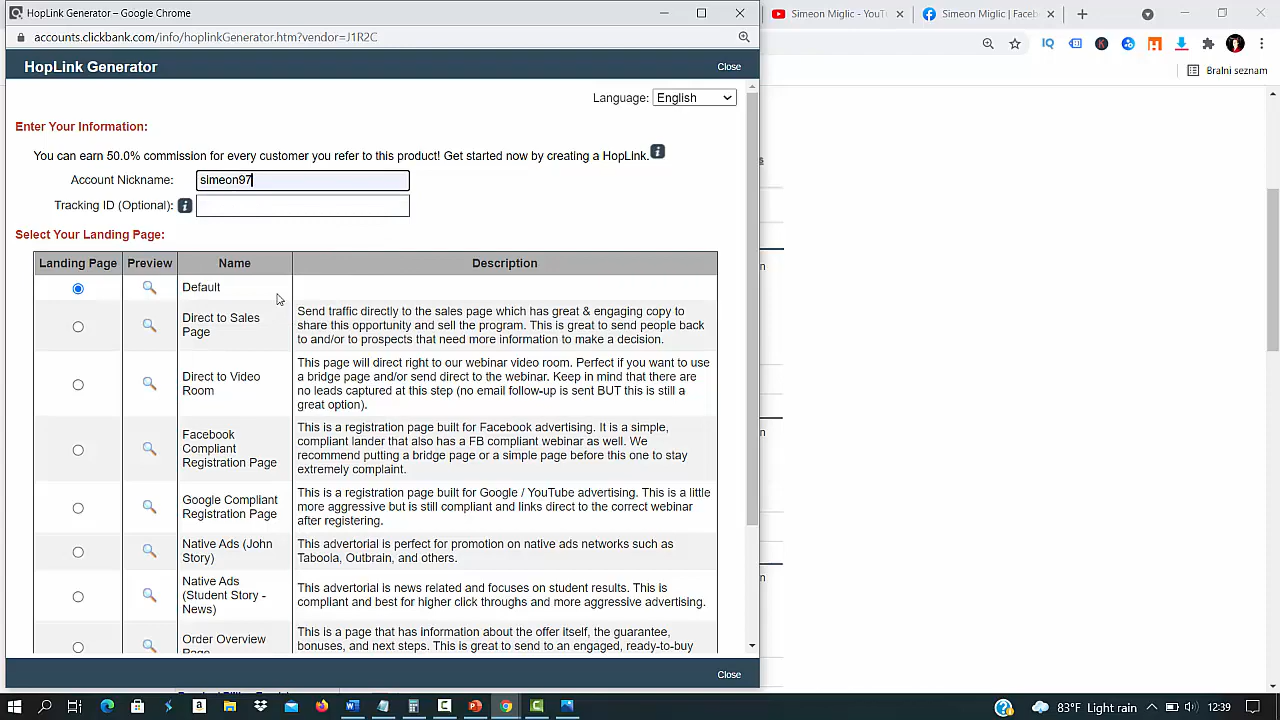 HopLink Generator – Google Chrome
Simeon Miglic - YouT
Simeon Miglic | Faceb
accounts.clickbank.com/info/hoplinkGenerator.htm?vendor=J1R2C
HopLink Generator
Close
Bralni seznam
Language: English
Enter Your Information:
You can earn 50.0% commission for every customer you refer to this product! Get started now by creating a HopLink.
Account Nickname: simeon97
Tracking ID (Optional):
Select Your Landing Page:
Landing Page Preview Name Description
Default
Direct to Sales
Page
Send traffic directly to the sales page which has great & engaging copy to
share this opportunity and sell the program. This is great to send people back
to and/or to prospects that need more information to make a decision.
Direct to Video
Room
This page will direct right to our webinar video room. Perfect if you want to use
a bridge page and/or send direct to the webinar. Keep in mind that there are
no leads captured at this step (no email follow-up is sent BUT this is still a
great option).
Facebook
Compliant
Registration Page
This is a registration page built for Facebook advertising. It is a simple,
compliant lander that also has a FB compliant webinar as well. We
recommend putting a bridge page or a simple page before this one to stay
extremely complaint.
Google Compliant
Registration Page
This is a registration page built for Google / YouTube advertising. This is a little
more aggressive but is still compliant and links direct to the correct webinar
after registering.
Native Ads (John
Story)
This advertorial is perfect for promotion on native ads networks such as
Taboola, Outbrain, and others.
Native Ads
(Student Story -
News)
This advertorial is news related and focuses on student results. This is
compliant and best for higher click throughs and more aggressive advertising.
Order Overview
This is a page that has information about the offer itself, the guarantee,
bonuses, and next steps. This is great to send to an engaged, ready-to-buy
Close
83°F Light rain
12:39